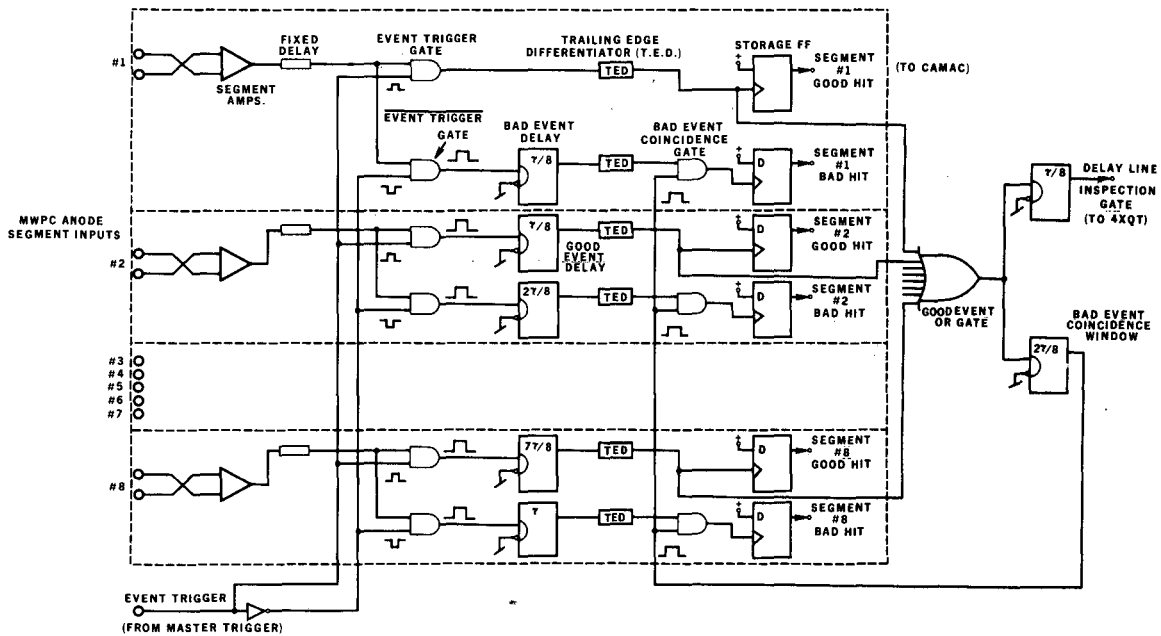 FIXED
DELAY
EVENT TRIGGER
GATE
TRAILING EDGE
DIFFERENTIATOR (T.E.D.)
STORAGE FF
#1
SEGMENT
AMPS.
TED
+
SEGMENT
#1
GOOD HIT
(TO CAMAC)
EVENT TRIGGER
GATE
BAD EVENT
DELAY
BAD EVENT
COINCIDENCE
GATE
τ/8
TED
+
D
SEGMENT
#1
BAD HIT
τ/8
DELAY LINE
INSPECTION
GATE
(TO 4XQT)
MWPC ANODE
SEGMENT INPUTS
#2
τ/8
TED
GOOD
EVENT
DELAY
+
D
SEGMENT
#2
GOOD HIT
2τ/8
TED
+
D
SEGMENT
#2
BAD HIT
GOOD EVENT
OR GATE
BAD EVENT
COINCIDENCE
WINDOW
2τ/8
#3
#4
#5
#6
#7
#8
7τ/8
TED
+
D
SEGMENT
#8
GOOD HIT
τ
TED
+
D
SEGMENT
#8
BAD HIT
EVENT TRIGGER
(FROM MASTER TRIGGER)